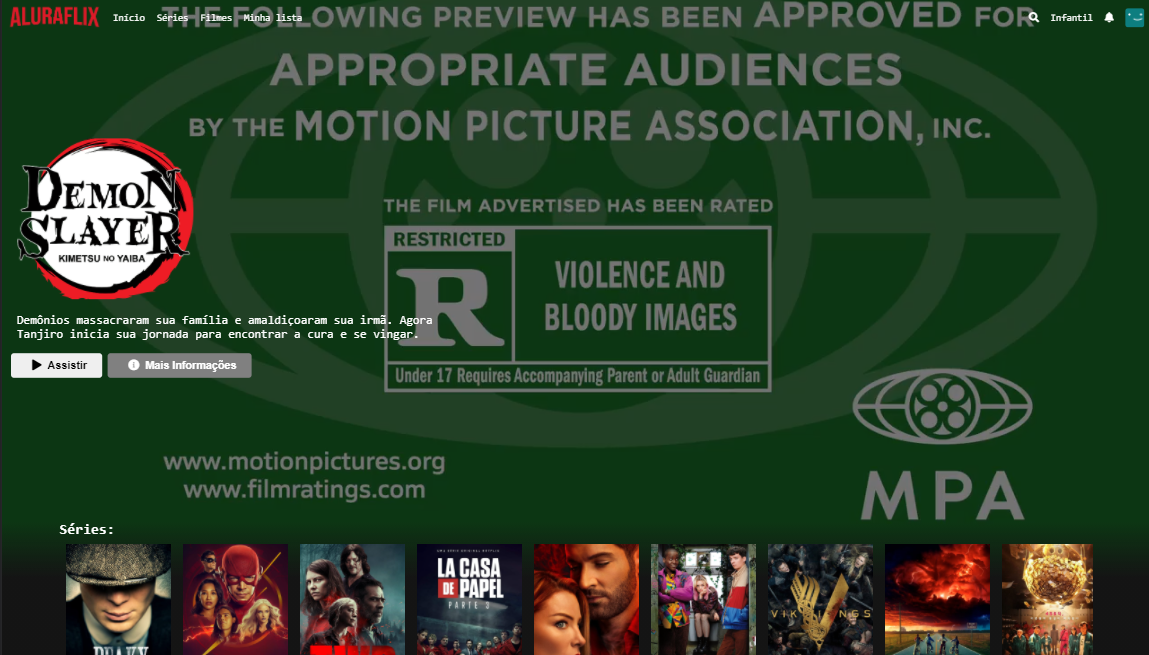 ALURAFLIX Início Séries Filmes Minha lista Infantil
THE FOLLOWING PREVIEW HAS BEEN APPROVED FOR
APPROPRIATE AUDIENCES
BY THE MOTION PICTURE ASSOCIATION, INC.
DEMON
SLAYER
KIMETSU NO YAIBA
THE FILM ADVERTISED HAS BEEN RATED
RESTRICTED
R
VIOLENCE AND
BLOODY IMAGES
Under 17 Requires Accompanying Parent or Adult Guardian
Demônios massacraram sua família e amaldiçoaram sua irmã. Agora
Tanjiro inicia sua jornada para encontrar a cura e se vingar.
Assistir Mais Informações
www.motionpictures.org
www.filmratings.com
MPA
Séries:
LA CASA
DE PAPEL
PARTE 3
VIKINGS
PEAKY